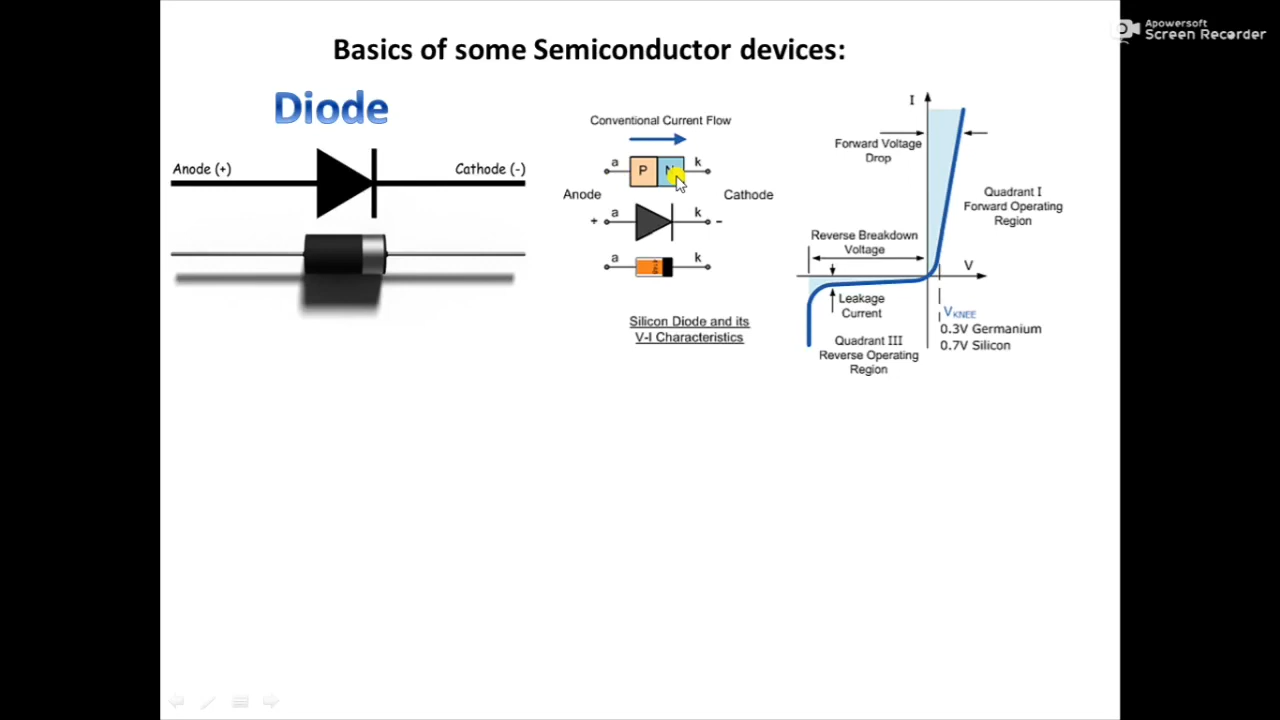 Apowersoft
Screen Recorder
Basics of some Semiconductor devices:
Diode
Anode (+)
Cathode (-)
Conventional Current Flow
a
P
N
k
Anode
Cathode
+
a
k
-
a
k
Silicon Diode and its
V-I Characteristics
I
Forward Voltage
Drop
Quadrant I
Forward Operating
Region
Reverse Breakdown
Voltage
V
Leakage
Current
VKNEE
0.3V Germanium
0.7V Silicon
Quadrant III
Reverse Operating
Region